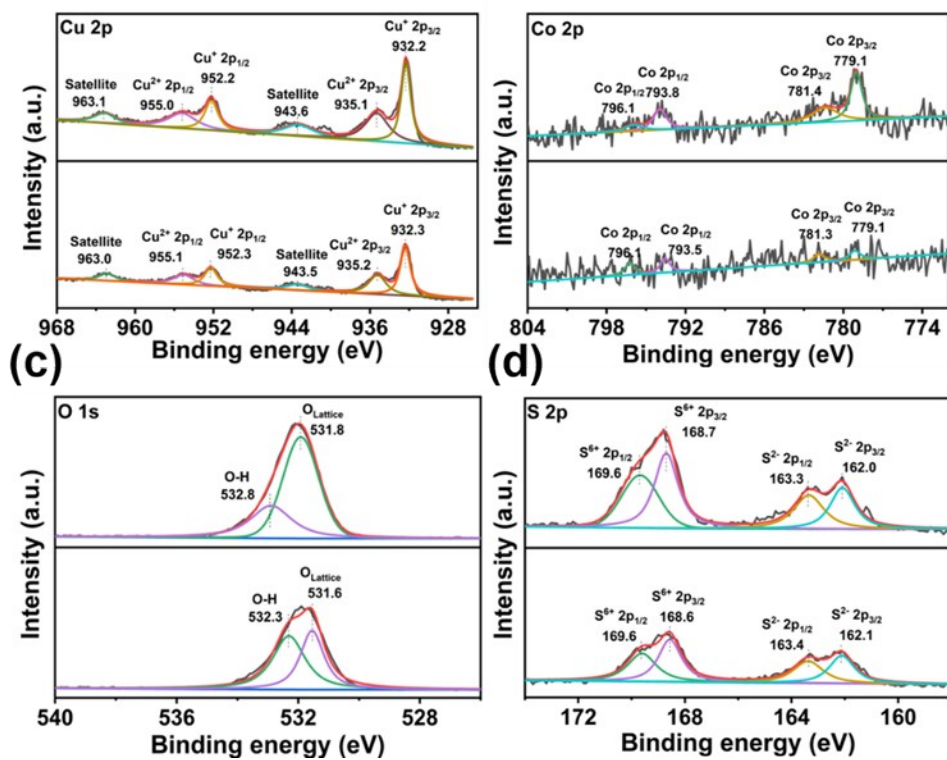 Cu 2p
Cu⁺ 2p₃/₂
932.2
Cu⁺ 2p₁/₂
952.2
Cu²⁺ 2p₁/₂
955.0
Satellite
963.1
Satellite
943.6
Cu²⁺ 2p₃/₂
935.1
Satellite
963.0
Cu²⁺ 2p₁/₂
955.1
Cu⁺ 2p₁/₂
952.3
Satellite
943.5
Cu²⁺ 2p₃/₂
935.2
Cu⁺ 2p₃/₂
932.3
Intensity (a.u.)
Intensity (a.u.)
968 960 952 944 936 928
Binding energy (eV)
Co 2p
Co 2p₁/₂
796.1
Co 2p₁/₂
793.8
Co 2p₃/₂
781.4
Co 2p₃/₂
779.1
Co 2p₁/₂
796.1
Co 2p₁/₂
793.5
Co 2p₃/₂
781.3
Co 2p₃/₂
779.1
Intensity (a.u.)
Intensity (a.u.)
804 798 792 786 780 774
Binding energy (eV)
(c)
O 1s
O-H
532.8
O_Lattice
531.8
O-H
532.3
O_Lattice
531.6
Intensity (a.u.)
Intensity (a.u.)
540 536 532 528
Binding energy (eV)
(d)
S 2p
S⁶⁺ 2p₁/₂
169.6
S⁶⁺ 2p₃/₂
168.7
S²⁻ 2p₁/₂
163.3
S²⁻ 2p₃/₂
162.0
S⁶⁺ 2p₁/₂
169.6
S⁶⁺ 2p₃/₂
168.6
S²⁻ 2p₁/₂
163.4
S²⁻ 2p₃/₂
162.1
Intensity (a.u.)
Intensity (a.u.)
172 168 164 160
Binding energy (eV)